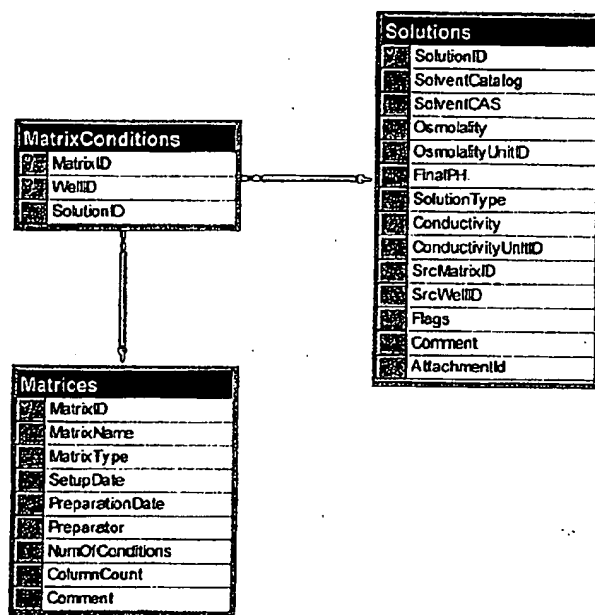 MatrixConditions
MatrixID
WellID
SolutionID
Solutions
SolutionID
SolventCatalog
SolventCAS
Osmolality
OsmolalityUnitID
FinalPH
SolutionType
Conductivity
ConductivityUnitID
SrcMatrixID
SrcWellID
Flags
Comment
AttachmentId
Matrices
MatrixID
MatrixName
MatrixType
SetupDate
PreparationDate
Preparator
NumOfConditions
ColumnCount
Comment